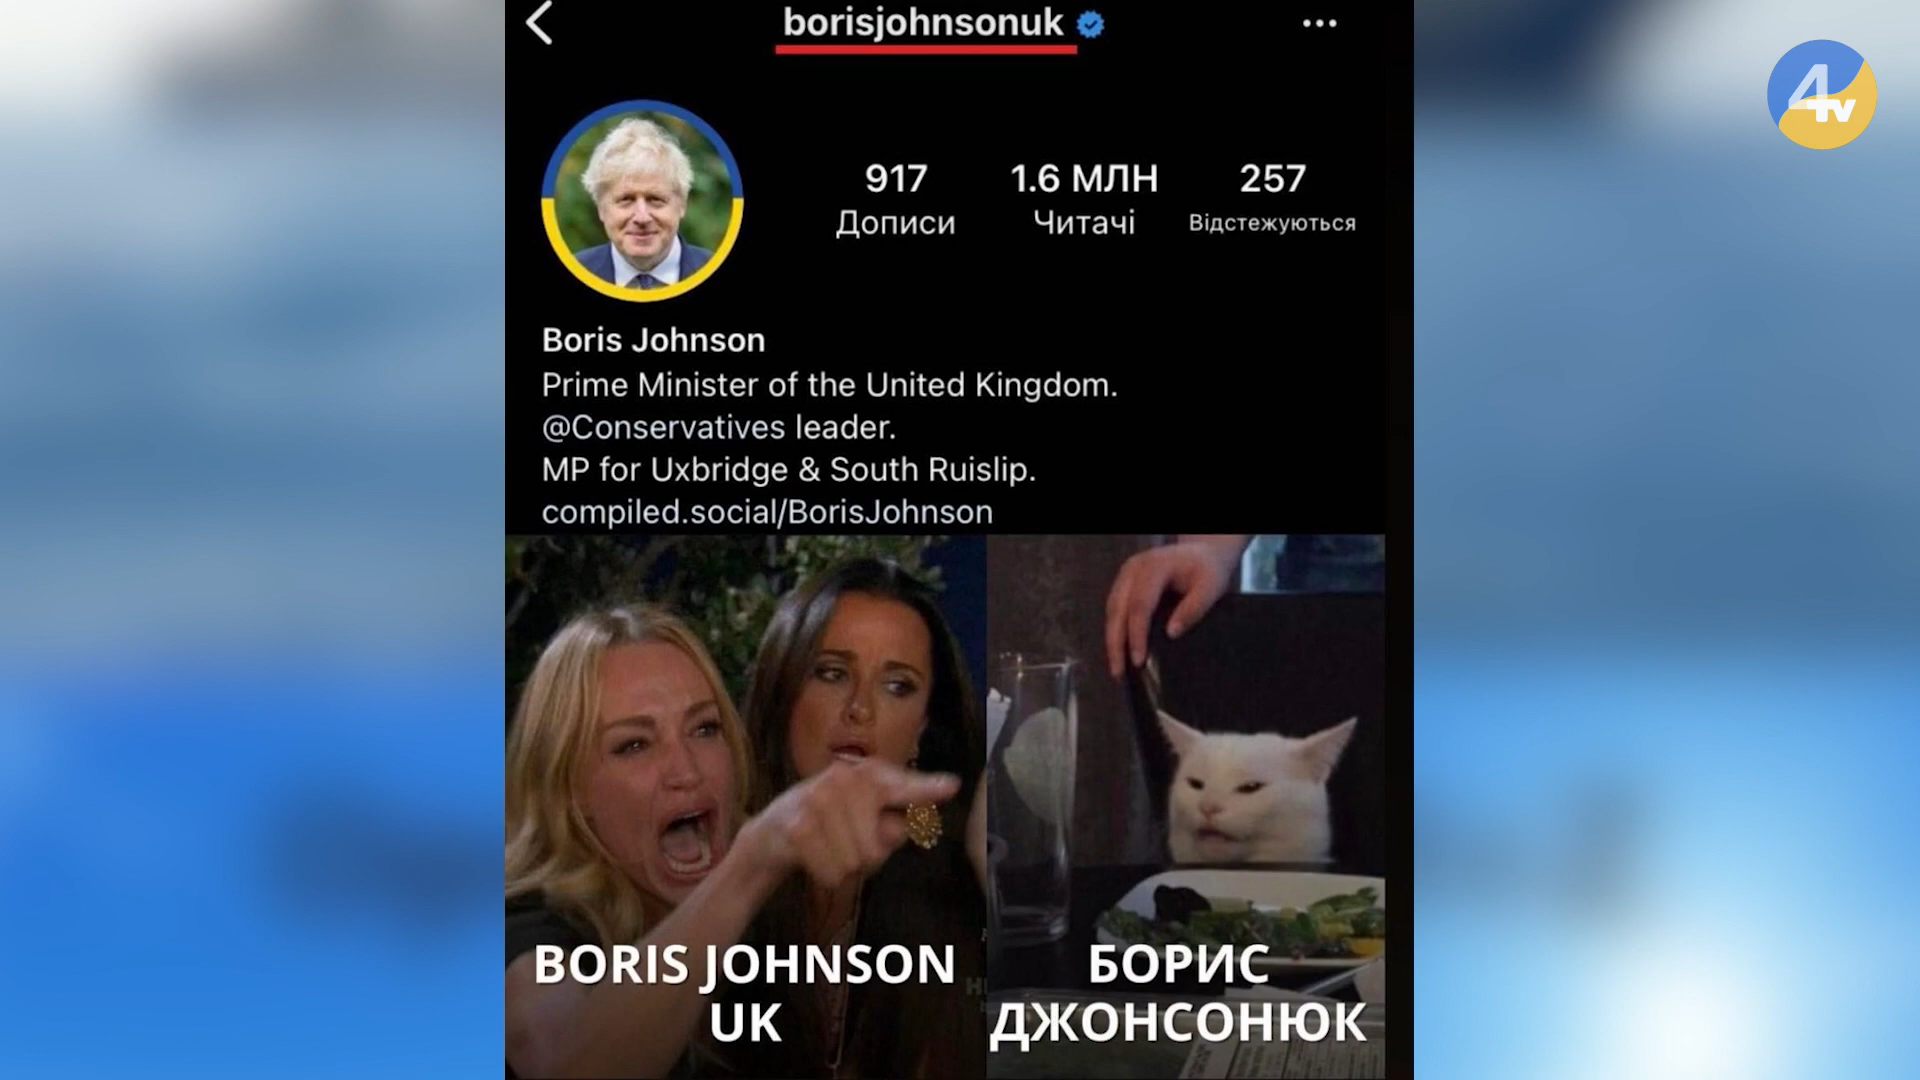 borisjohnsonuk
4tv
917
1.6 МЛН
257
Дописи
Читачі
Відстежуються
Boris Johnson
Prime Minister of the United Kingdom.
@Conservatives leader.
MP for Uxbridge & South Ruislip.
compiled.social/BorisJohnson
BORIS JOHNSON
UK
БОРИС
ДЖОНСОНЮК